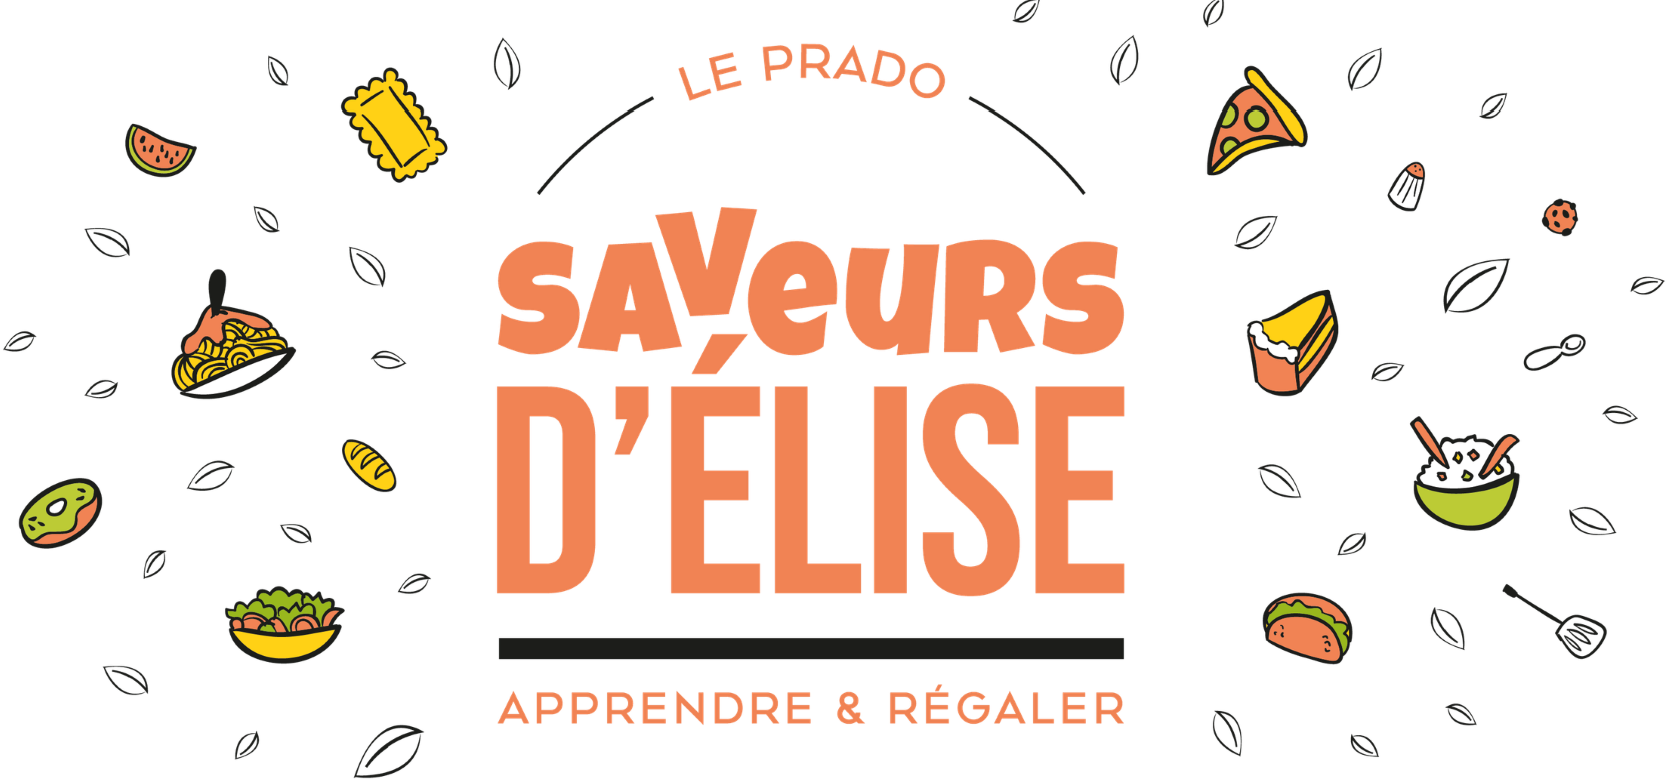 LE PRADO
SAVEURS
D'ÉLISE
APPRENDRE & RÉGALER